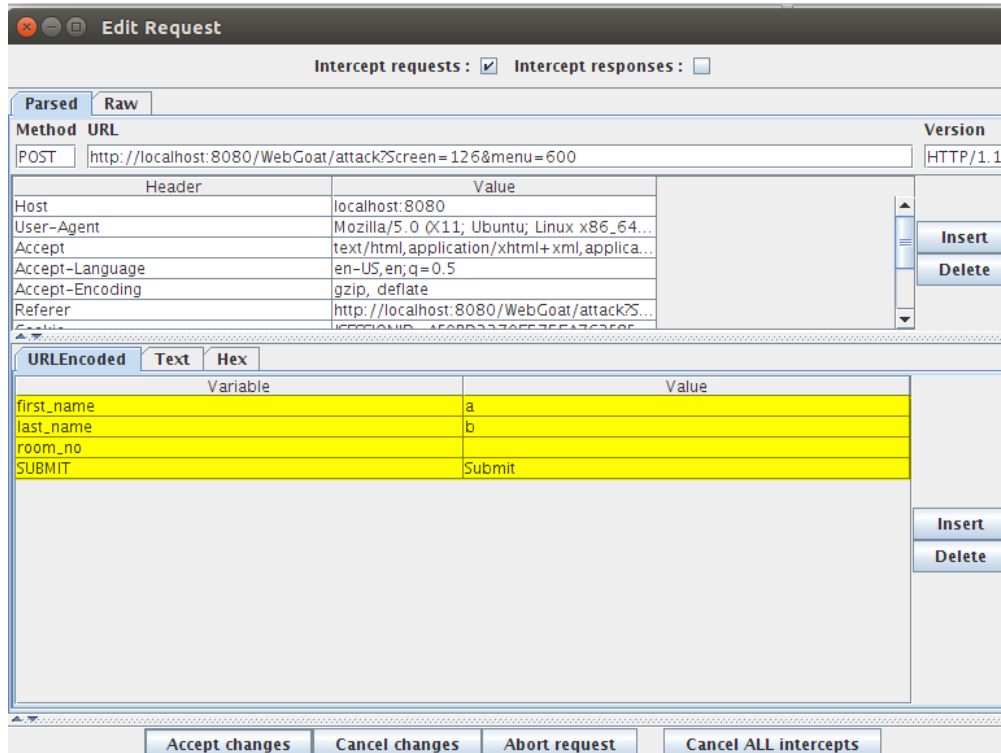 Edit Request
Intercept requests : Intercept responses :
Parsed Raw
Method URL Version
POST http://localhost:8080/WebGoat/attack?Screen=126&menu=600 HTTP/1.1
Header Value
Host localhost:8080
User-Agent Mozilla/5.0 (X11; Ubuntu; Linux x86_64...
Accept text/html,application/xhtml+xml,applica...
Accept-Language en-US,en;q=0.5
Accept-Encoding gzip, deflate
Referer http://localhost:8080/WebGoat/attack?S...
Insert
Delete
URLEncoded Text Hex
Variable Value
first_name a
last_name b
room_no
SUBMIT Submit
Insert
Delete
Accept changes Cancel changes Abort request Cancel ALL intercepts